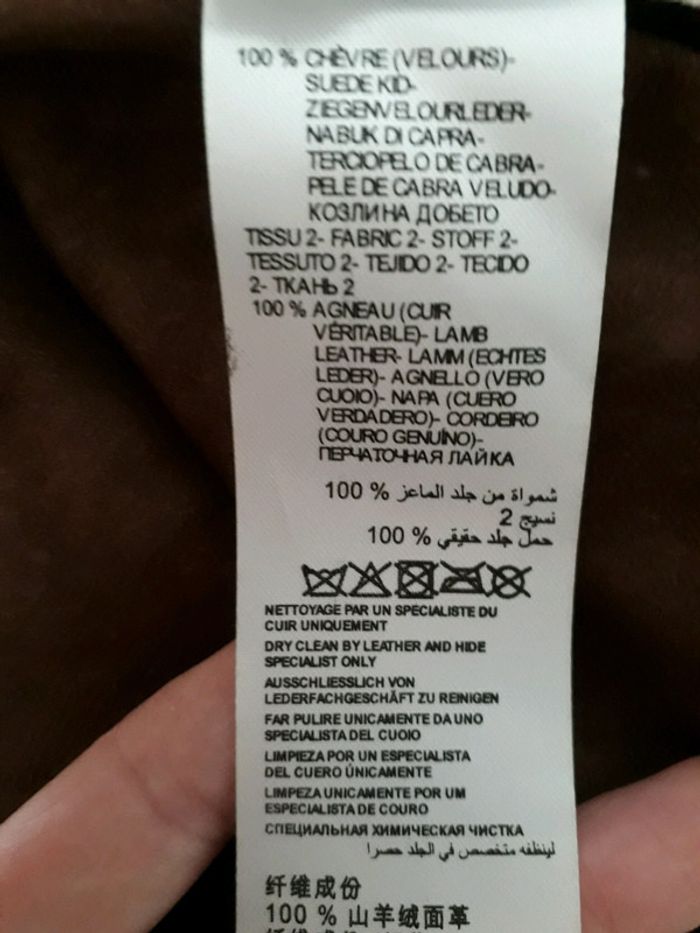 100 % CHÈVRE (VELOURS)-
SUEDE KID-
ZIEGENVELOURLEDER-
NABUK DI CAPRA-
TERCIOPELO DE CABRA-
PELE DE CABRA VELUDO-
КОЗЛИНА ДОБЕТО
TISSU 2- FABRIC 2- STOFF 2-
TESSUTO 2- TEJIDO 2- TECIDO
2- ТКАНЬ 2
100 % AGNEAU (CUIR
VÉRITABLE)- LAMB
LEATHER- LAMM (ECHTES
LEDER)- AGNELLO (VERO
CUOIO)- NAPA (CUERO
VERDADERO)- CORDEIRO
(COURO GENUÍNO)-
ПЕРЧАТОЧНАЯ ЛАЙКА
شمواة من جلد الماعز % 100
نسيج 2
حمل جلد حقيقي % 100
NETTOYAGE PAR UN SPECIALISTE DU
CUIR UNIQUEMENT
DRY CLEAN BY LEATHER AND HIDE
SPECIALIST ONLY
AUSSCHLIESSLICH VON
LEDERFACHGESCHÄFT ZU REINIGEN
FAR PULIRE UNICAMENTE DA UNO
SPECIALISTA DEL CUOIO
LIMPIEZA POR UN ESPECIALISTA
DEL CUERO ÚNICAMENTE
LIMPEZA UNICAMENTE POR UM
ESPECIALISTA DE COURO
СПЕЦИАЛЬНАЯ ХИМИЧЕСКАЯ ЧИСТКА
لينظفه متخصص في الجلد حصرا
纤维成份
100 % 山羊绒面革